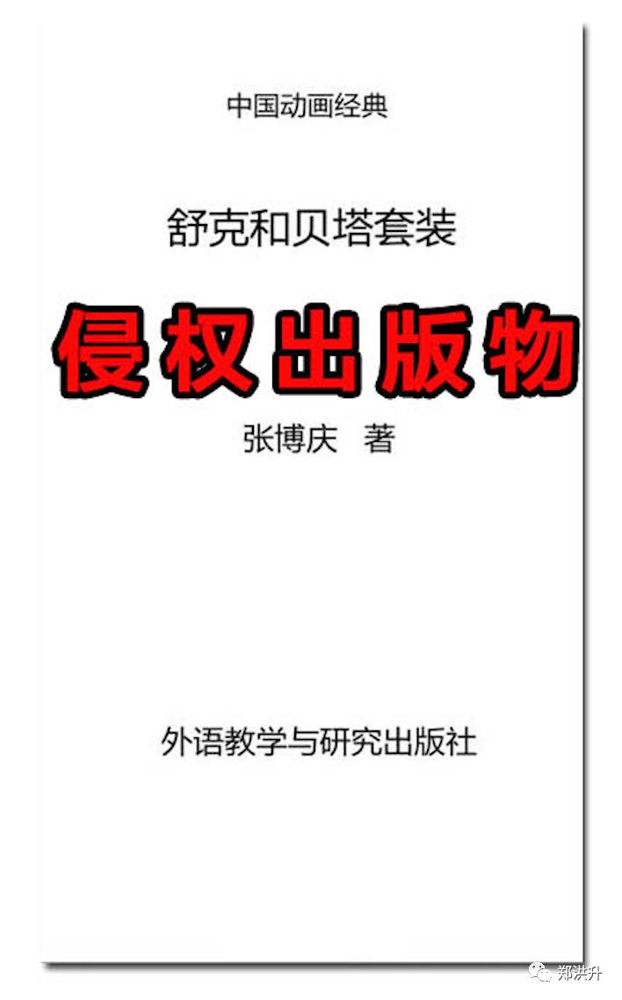 中国动画经典
舒克和贝塔套装
侵权出版物
张博庆 著
外语教学与研究出版社
郑洪升